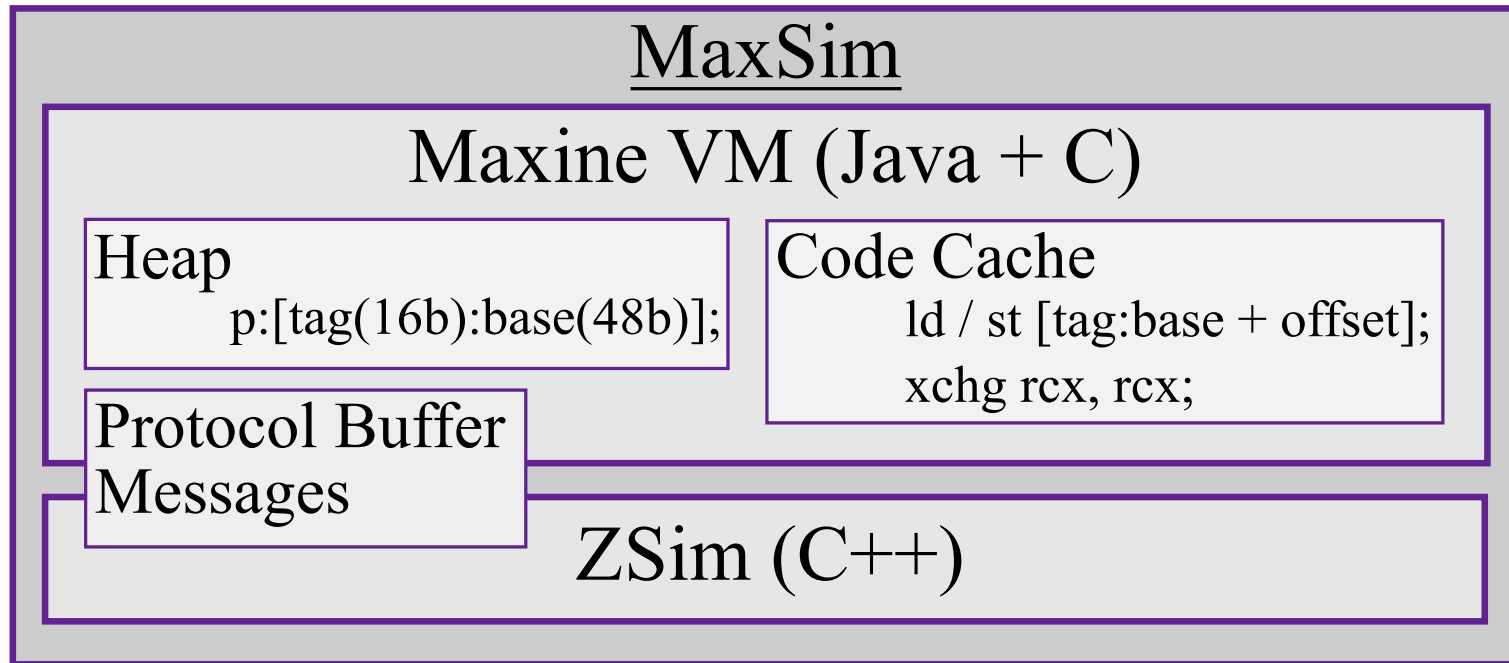 MaxSim
Maxine VM (Java + C)
Heap
p:[tag(16b):base(48b)];
Code Cache
ld / st [tag:base + offset];
xchg rcx, rcx;
Protocol Buffer
Messages
ZSim (C++)